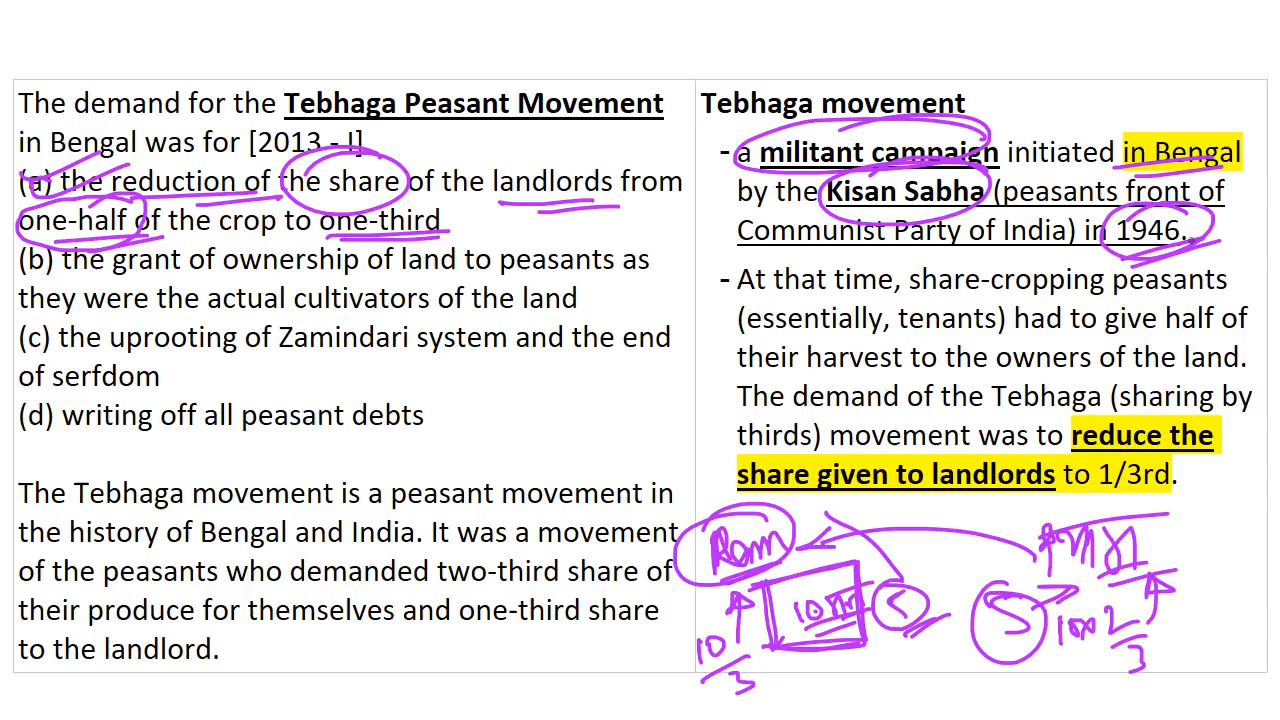 The demand for the Tebhaga Peasant Movement
in Bengal was for [2013 - I]
(a) the reduction of the share of the landlords from
one-half of the crop to one-third
(b) the grant of ownership of land to peasants as
they were the actual cultivators of the land
(c) the uprooting of Zamindari system and the end
of serfdom
(d) writing off all peasant debts
The Tebhaga movement is a peasant movement in
the history of Bengal and India. It was a movement
of the peasants who demanded two-third share of
their produce for themselves and one-third share
to the landlord.
Tebhaga movement
- a militant campaign initiated in Bengal
by the Kisan Sabha (peasants front of
Communist Party of India) in 1946.
- At that time, share-cropping peasants
(essentially, tenants) had to give half of
their harvest to the owners of the land.
The demand of the Tebhaga (sharing by
thirds) movement was to reduce the
share given to landlords to 1/3rd.
10
5
5
10x 2/3
10/3